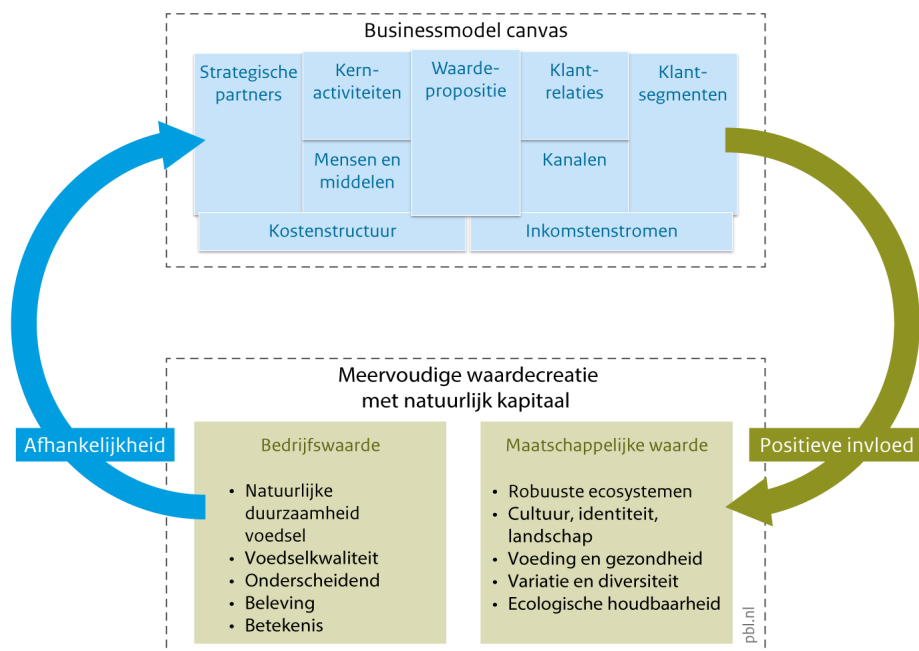 Businessmodel canvas
Strategische
partners
Kern-
activiteiten
Mensen en
middelen
Waarde-
propositie
Klant-
relaties
Kanalen
Klant-
segmenten
Kostenstructuur
Inkomstenstromen
Afhankelijkheid
Positieve invloed
Meervoudige waardecreatie
met natuurlijk kapitaal
Bedrijfswaarde
• Natuurlijke
duurzaamheid
voedsel
• Voedselkwaliteit
• Onderscheidend
• Beleving
• Betekenis
Maatschappelijke waarde
• Robuuste ecosystemen
• Cultuur, identiteit,
landschap
• Voeding en gezondheid
• Variatie en diversiteit
• Ecologische houdbaarheid
pbl.nl